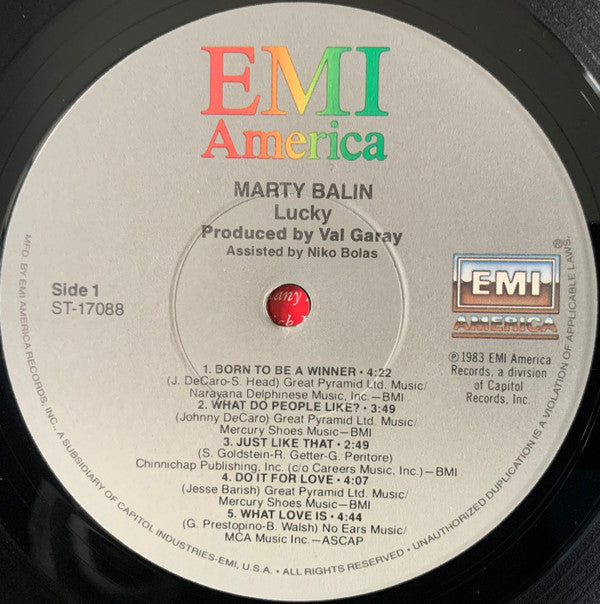 EMI
America
MARTY BALIN
Lucky
Produced by Val Garay
Assisted by Niko Bolas
Side 1
ST-17088
EMI
AMERICA
®
℗1983 EMI America
Records, a division
of Capitol
Records, Inc.
any
1. BORN TO BE A WINNER • 4:22
(J. DeCaro-S. Head) Great Pyramid Ltd. Music/
Narayana Delphinese Music, Inc.—BMI
2. WHAT DO PEOPLE LIKE? • 3:49
(Johnny DeCaro) Great Pyramid Ltd. Music/
Mercury Shoes Music—BMI
3. JUST LIKE THAT • 2:49
(S. Goldstein-R. Getter-G. Peritore)
Chinnichap Publishing, Inc. (c/o Careers Music, Inc.)—BMI
4. DO IT FOR LOVE • 4:07
(Jesse Barish) Great Pyramid Ltd. Music/
Mercury Shoes Music—BMI
5. WHAT LOVE IS • 4:44
(G. Prestopino-B. Walsh) No Ears Music/
MCA Music Inc.—ASCAP
MFD. BY EMI AMERICA RECORDS, INC., A SUBSIDIARY OF CAPITOL INDUSTRIES-EMI, U.S.A. • ALL RIGHTS RESERVED • UNAUTHORIZED DUPLICATION IS A VIOLATION OF APPLICABLE LAWS.